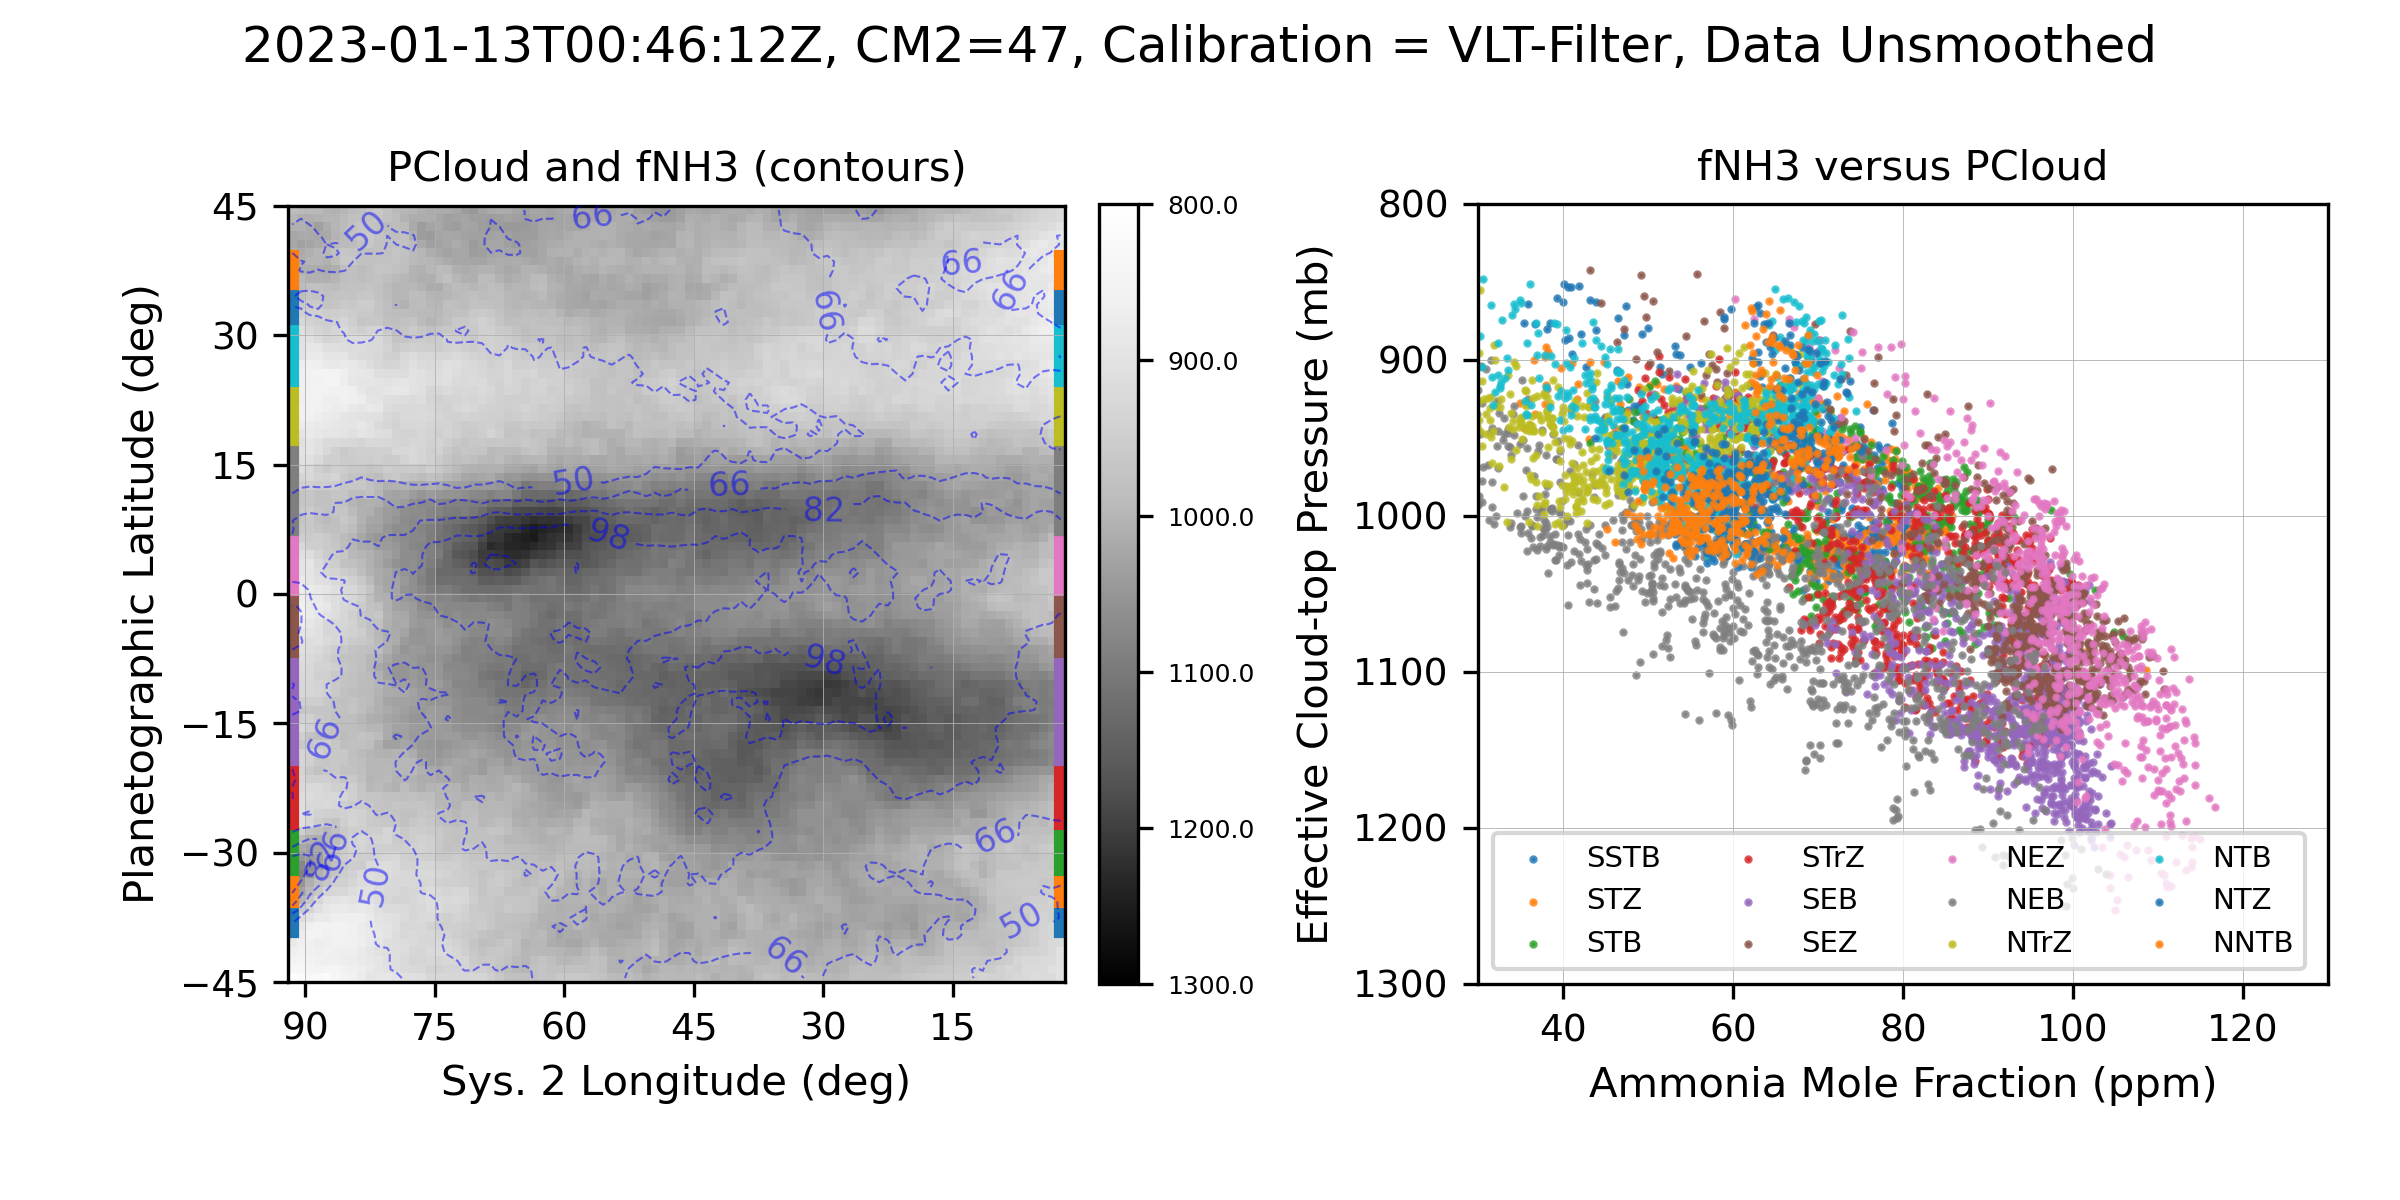 2023-01-13T00:46:12Z, CM2=47, Calibration = VLT-Filter, Data Unsmoothed
PCloud and fNH3 (contours)
Planetographic Latitude (deg)
45
30
15
0
−15
−30
−45
90
75
60
45
30
15
Sys. 2 Longitude (deg)
50
66
66
66
66
50
66
82
98
98
66
66
82
50
66
50
66
800.0
900.0
1000.0
1100.0
1200.0
1300.0
fNH3 versus PCloud
Effective Cloud-top Pressure (mb)
800
900
1000
1100
1200
1300
40
60
80
100
120
Ammonia Mole Fraction (ppm)
SSTB
STZ
STB
STrZ
SEB
SEZ
NEZ
NEB
NTrZ
NTB
NTZ
NNTB